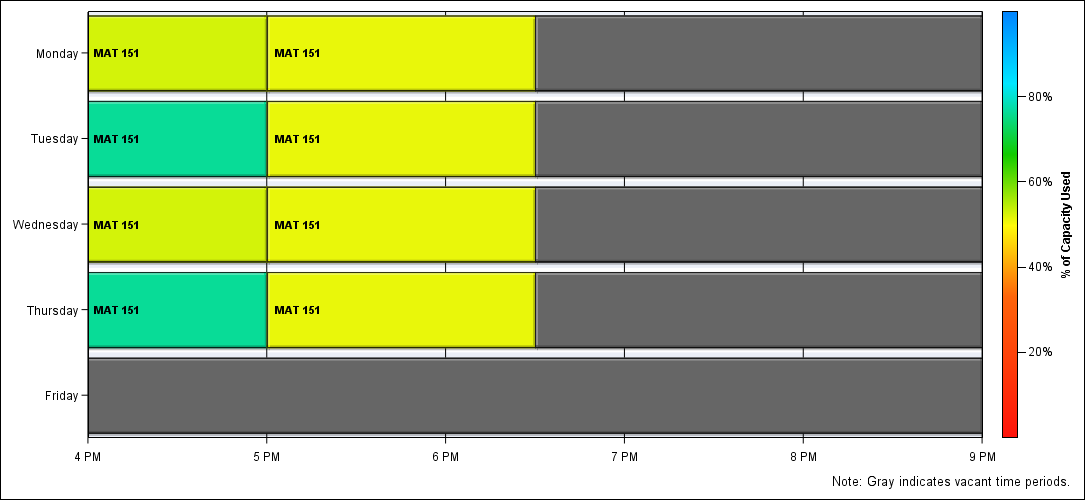 Monday
MAT 151 MAT 151
Tuesday
MAT 151 MAT 151
Wednesday
MAT 151 MAT 151
Thursday
MAT 151 MAT 151
Friday
4 PM 5 PM 6 PM 7 PM 8 PM 9 PM
80%
60%
40%
20%
% of Capacity Used
Note: Gray indicates vacant time periods.